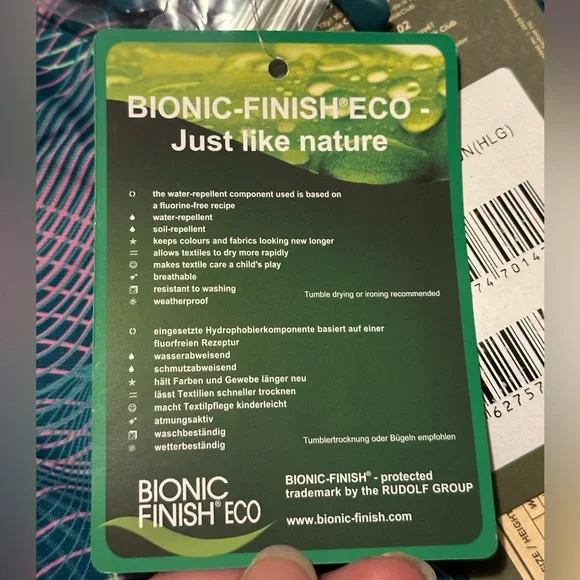 BIONIC-FINISH®ECO -
Just like nature
the water-repellent component used is based on
a fluorine-free recipe
water-repellent
soil-repellent
keeps colours and fabrics looking new longer
allows textiles to dry more rapidly
makes textile care a child's play
breathable
resistant to washing
weatherproof
Tumble drying or ironing recommended
eingesetzte Hydrophobierkomponente basiert auf einer
fluorfreien Rezeptur
wasserabweisend
schmutzabweisend
hält Farben und Gewebe länger neu
lässt Textilien schneller trocknen
macht Textilpflege kinderleicht
atmungsaktiv
waschbeständig
wetterbeständig
Tumblertrocknung oder Bügeln empfohlen
BIONIC
FINISH® ECO
BIONIC-FINISH® - protected
trademark by the RUDOLF GROUP
www.bionic-finish.com
(HLG)
SIZE / HEIGHT